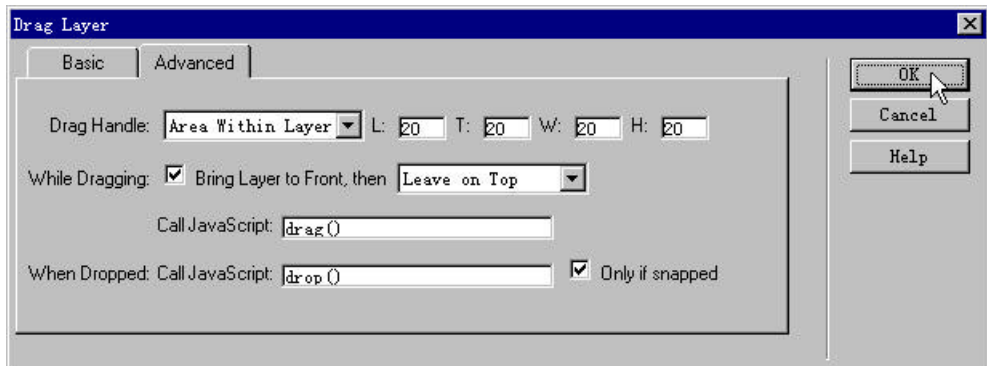 Drag Layer
Basic
Advanced
OK
Cancel
Help
Drag Handle: Area Within Layer L: 20 T: 20 W: 20 H: 20
While Dragging: Bring Layer to Front, then Leave on Top
Call JavaScript: drag()
When Dropped: Call JavaScript: drop() Only if snapped